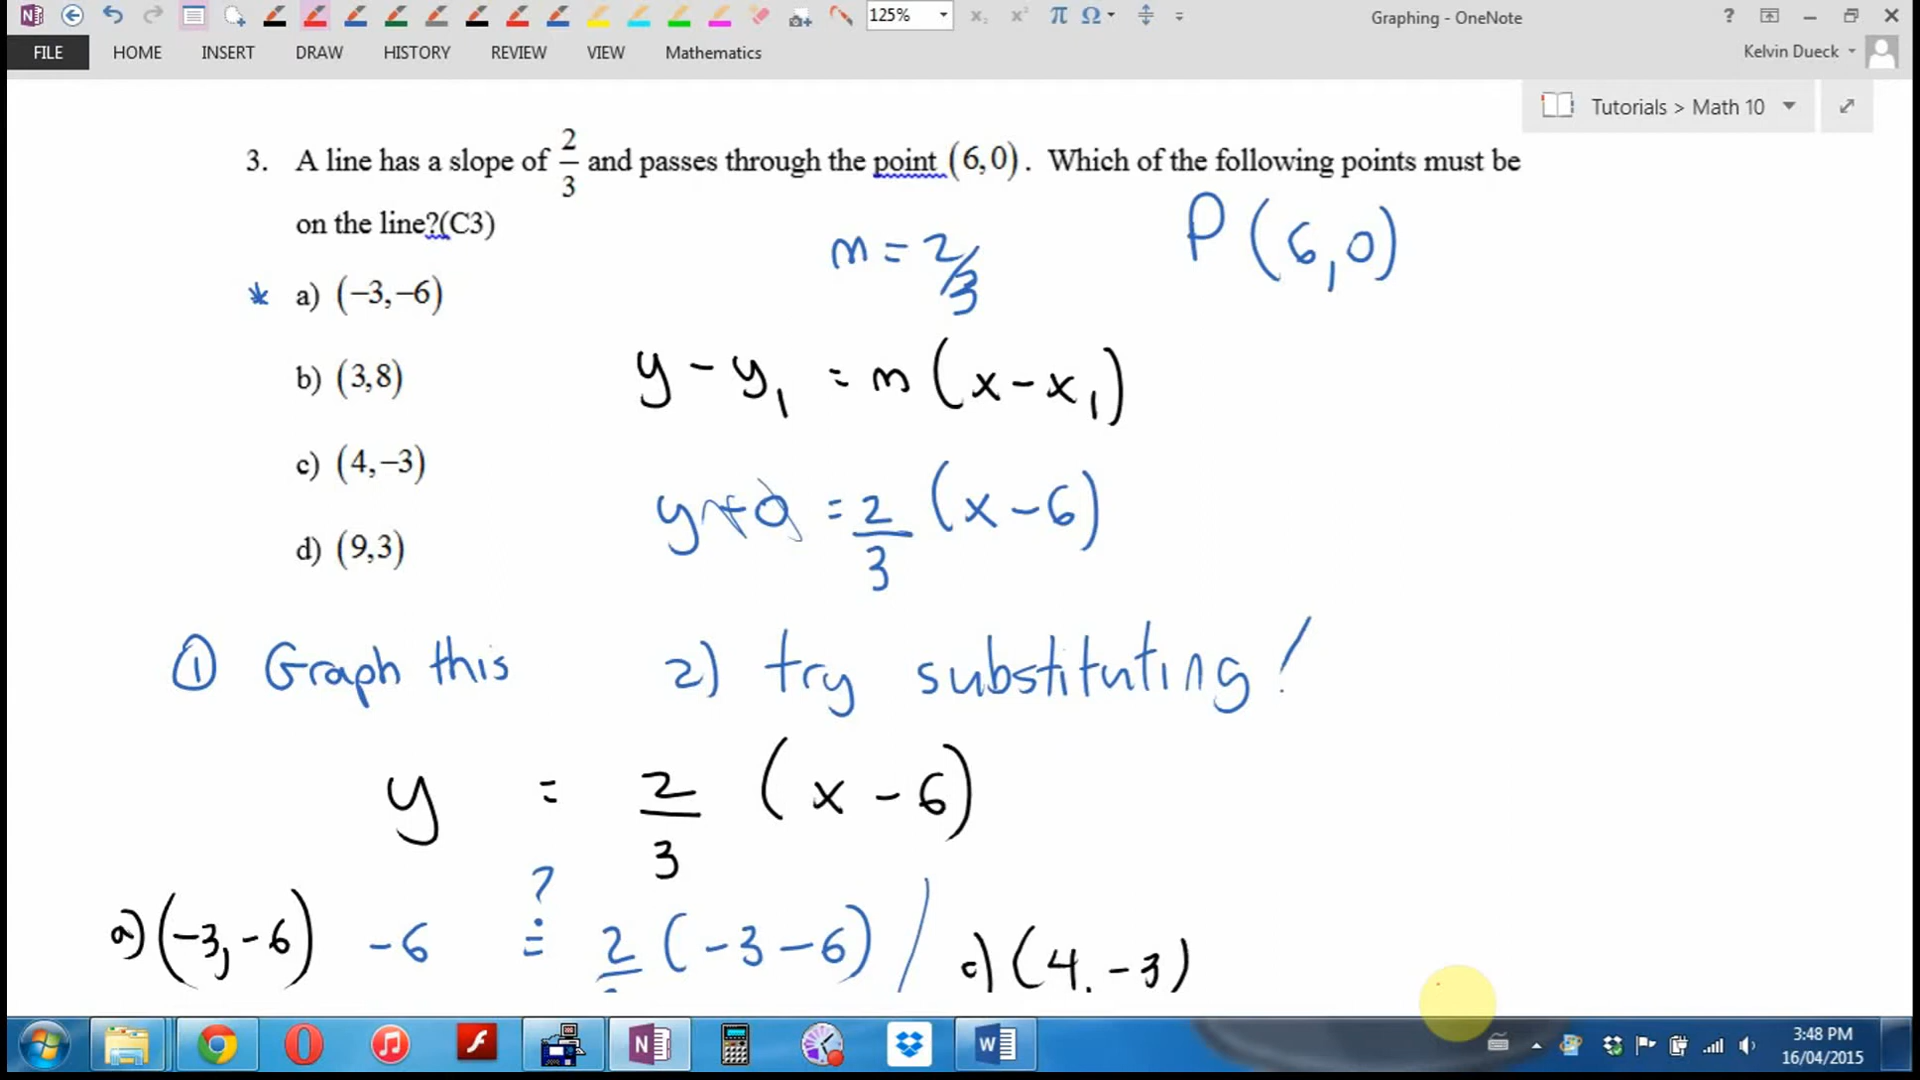 125%
Graphing - OneNote
FILE HOME INSERT DRAW HISTORY REVIEW VIEW Mathematics
Kelvin Dueck
Tutorials > Math 10
3. A line has a slope of 2/3 and passes through the point (6,0). Which of the following points must be
on the line?(C3)
m = 2/3
P (6,0)
* a) (−3,−6)
b) (3,8)
c) (4,−3)
d) (9,3)
y - y₁ = m (x - x₁)
= 2/3 (x - 6)
① Graph this
2) try substituting!
y = 2/3 (x - 6)
a) (-3,-6) -6 ≟ 2 (-3 - 6) /
c) (4,-3)
3:48 PM
16/04/2015